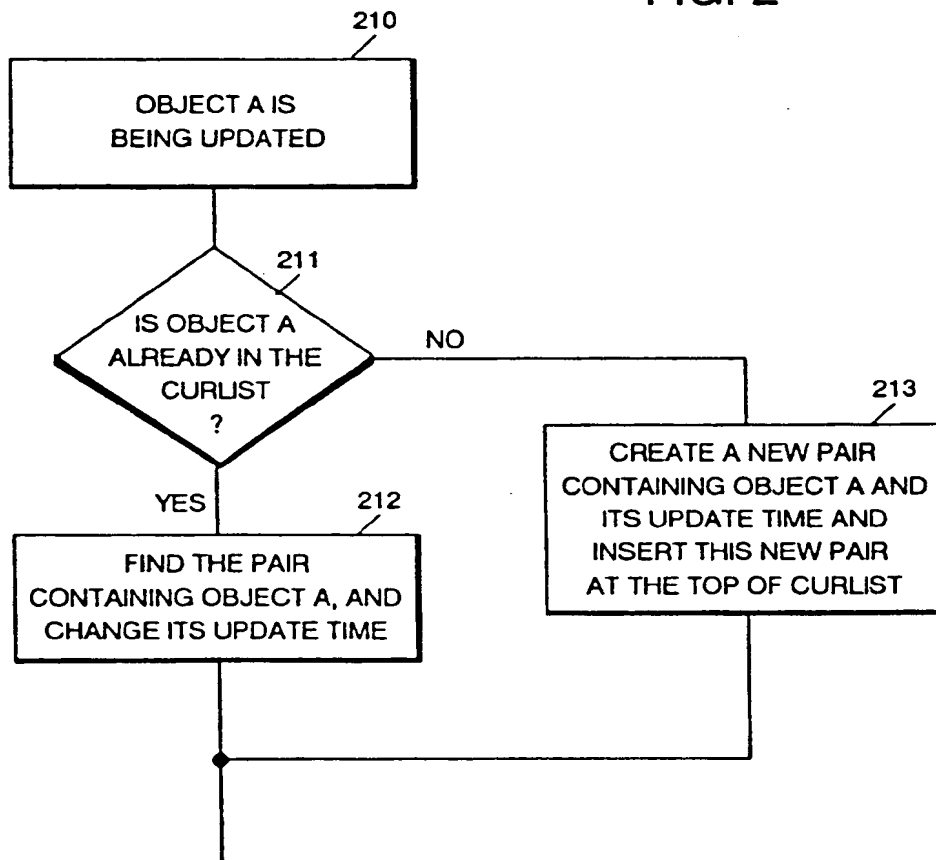 210
OBJECT A IS
BEING UPDATED
211
IS OBJECT A
ALREADY IN THE
CURLIST
?
NO
YES
213
CREATE A NEW PAIR
CONTAINING OBJECT A AND
ITS UPDATE TIME AND
INSERT THIS NEW PAIR
AT THE TOP OF CURLIST
212
FIND THE PAIR
CONTAINING OBJECT A, AND
CHANGE ITS UPDATE TIME